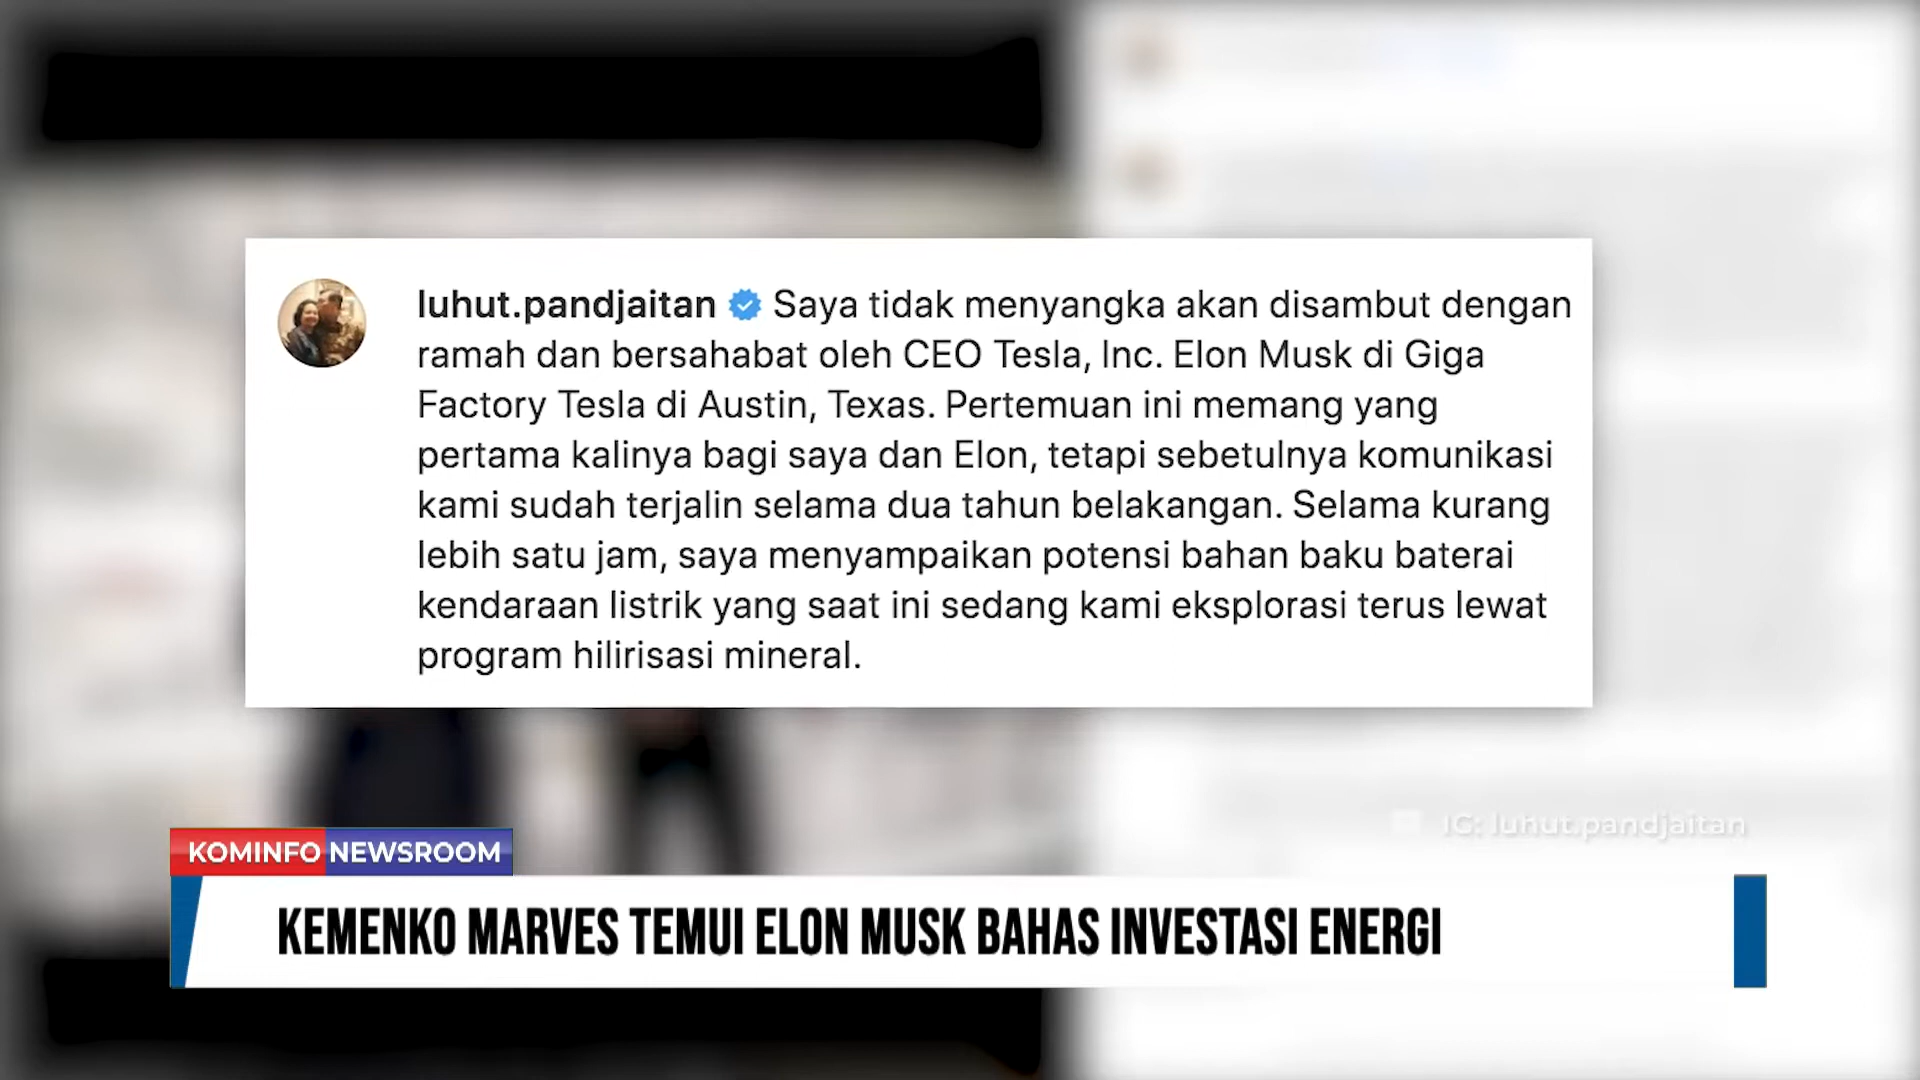 luhut.pandjaitan Saya tidak menyangka akan disambut dengan
ramah dan bersahabat oleh CEO Tesla, Inc. Elon Musk di Giga
Factory Tesla di Austin, Texas. Pertemuan ini memang yang
pertama kalinya bagi saya dan Elon, tetapi sebetulnya komunikasi
kami sudah terjalin selama dua tahun belakangan. Selama kurang
lebih satu jam, saya menyampaikan potensi bahan baku baterai
kendaraan listrik yang saat ini sedang kami eksplorasi terus lewat
program hilirisasi mineral.
IG: luhut.pandjaitan
KOMINFO NEWSROOM
KEMENKO MARVES TEMUI ELON MUSK BAHAS INVESTASI ENERGI